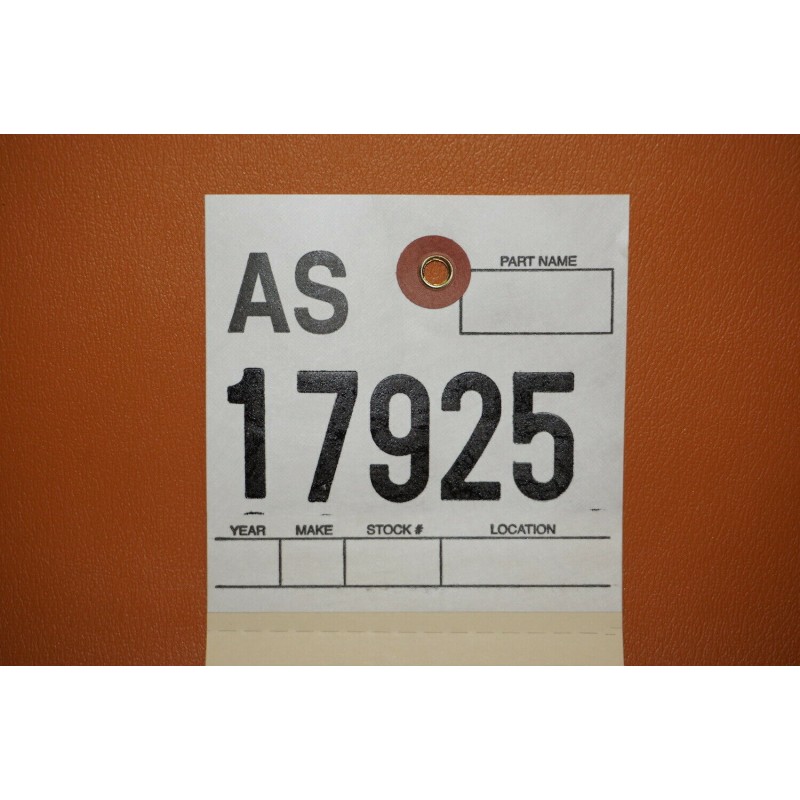 AS
PART NAME
17925
YEAR MAKE STOCK # LOCATION